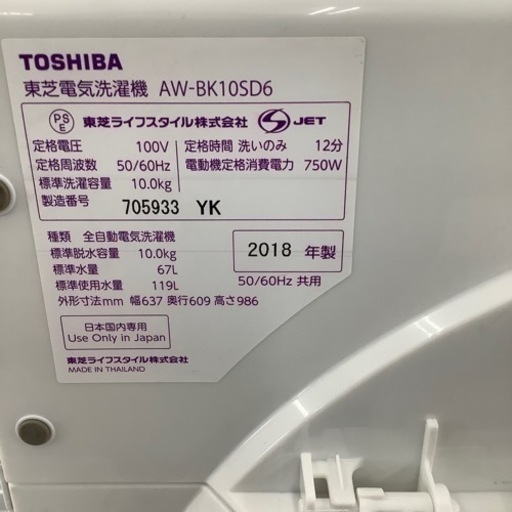 TOSHIBA
東芝電気洗濯機 AW-BK10SD6
PS E 東芝ライフスタイル株式会社 S JET
定格電圧 100V 定格時間 洗いのみ 12分
定格周波数 50/60Hz 電動機定格消費電力 750W
標準洗濯容量 10.0kg
製造番号 705933 YK
種類 全自動電気洗濯機
標準脱水容量 10.0kg 2018 年製
標準水量 67L
標準使用水量 119L 50/60Hz 共用
外形寸法mm 幅637 奥行609 高さ986
日本国内専用
Use Only in Japan
東芝ライフスタイル株式会社
MADE IN THAILAND